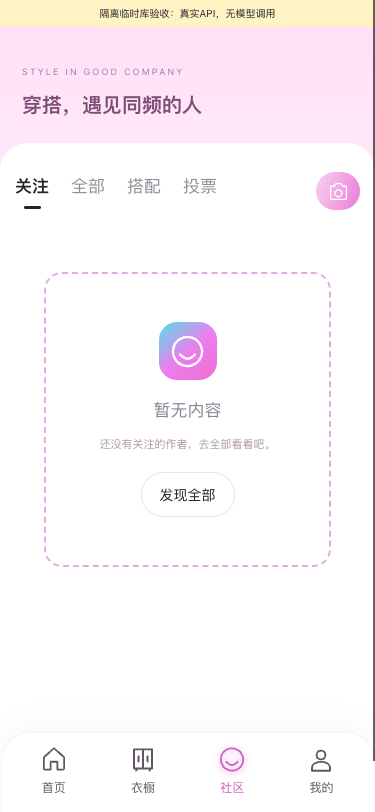 隔离临时库验收：真实API，无模型调用
STYLE IN GOOD COMPANY
穿搭，遇见同频的人
关注 全部 搭配 投票
暂无内容
还没有关注的作者，去全部看看吧。
发现全部
首页 衣橱 社区 我的